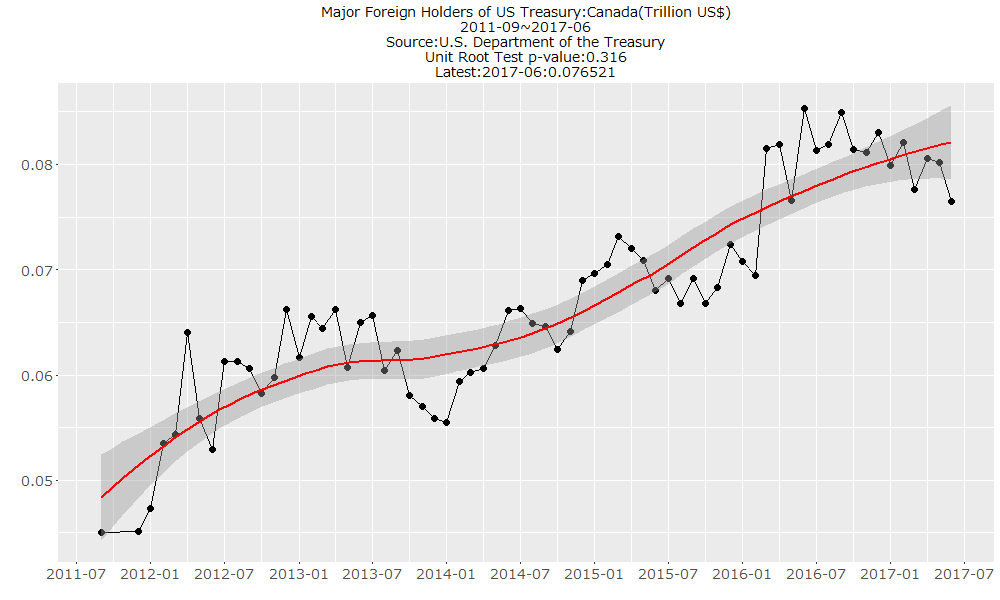 Major Foreign Holders of US Treasury:Canada(Trillion US$)
2011-09~2017-06
Source:U.S. Department of the Treasury
Unit Root Test p-value:0.316
Latest:2017-06:0.076521
0.08
0.07
0.06
0.05
2011-07 2012-01 2012-07 2013-01 2013-07 2014-01 2014-07 2015-01 2015-07 2016-01 2016-07 2017-01 2017-07